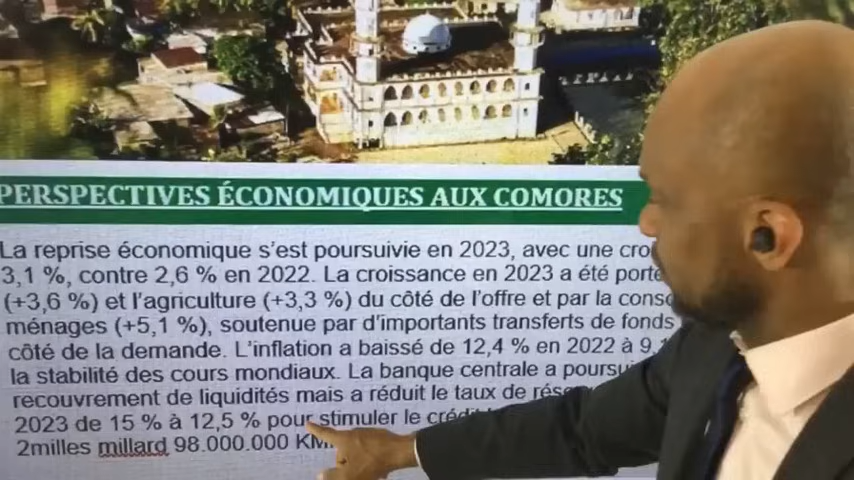 PERSPECTIVES ÉCONOMIQUES AUX COMORES
La reprise économique s'est poursuivie en 2023, avec une
3,1 %, contre 2,6 % en 2022. La croissance en 2023 a été
(+3,6 %) et l'agriculture (+3,3 %) du côté de l'offre et par la
ménages (+5,1 %), soutenue par d'importants transferts de fonds
côté de la demande. L'inflation a baissé de 12,4 % en 2022 à
la stabilité des cours mondiaux. La banque centrale a
recouvrement de liquidités mais a réduit le taux de
2023 de 15 % à 12,5 % pour stimuler le
2milles millard 98.000.000